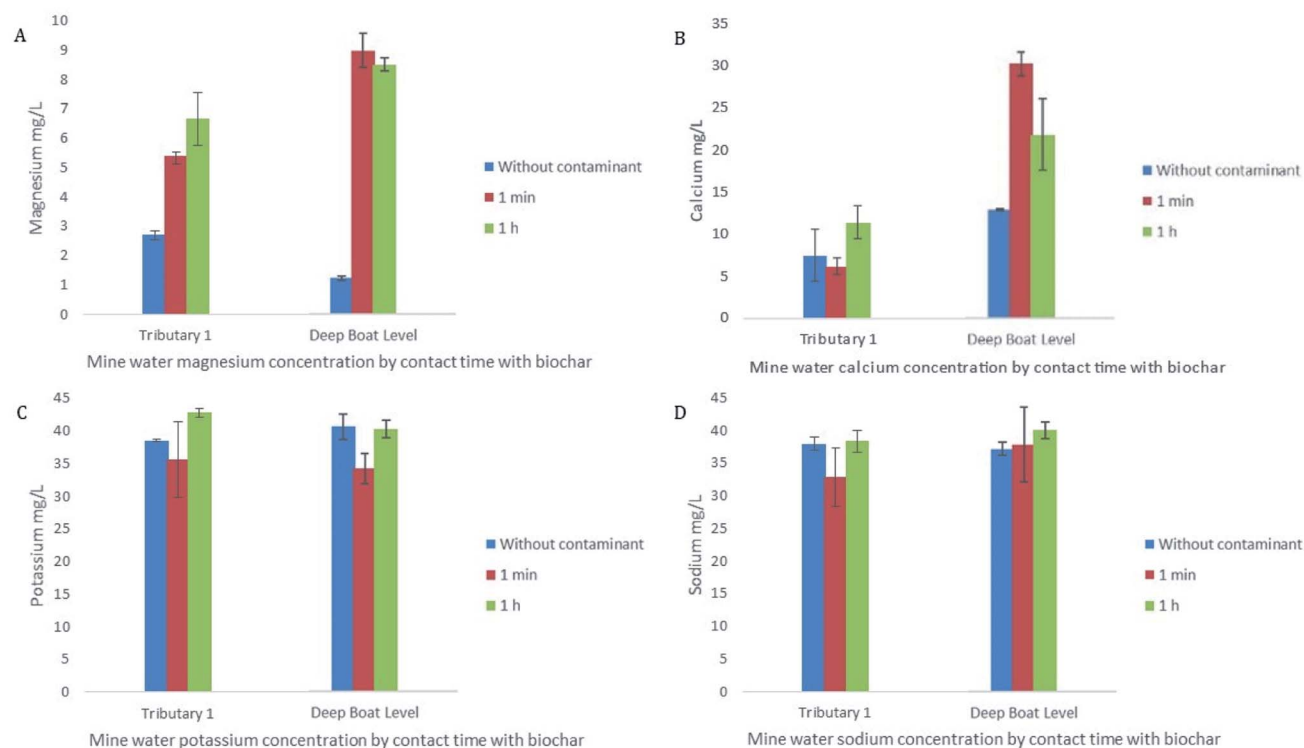 A
10
9
8
7
6
5
4
3
2
1
0
Magnesium mg/L
Tributary 1
Deep Boat Level
Without contaminant
1 min
1 h
Mine water magnesium concentration by contact time with biochar
B
35
30
25
20
15
10
5
0
Calcium mg/L
Tributary 1
Deep Boat Level
Without contaminant
1 min
1 h
Mine water calcium concentration by contact time with biochar
C
45
40
35
30
25
20
15
10
5
0
Potassium mg/L
Tributary 1
Deep Boat Level
Without contaminant
1 min
1 h
Mine water potassium concentration by contact time with biochar
D
45
40
35
30
25
20
15
10
5
0
Sodium mg/L
Tributary 1
Deep Boat Level
Without contaminant
1 min
1 h
Mine water sodium concentration by contact time with biochar